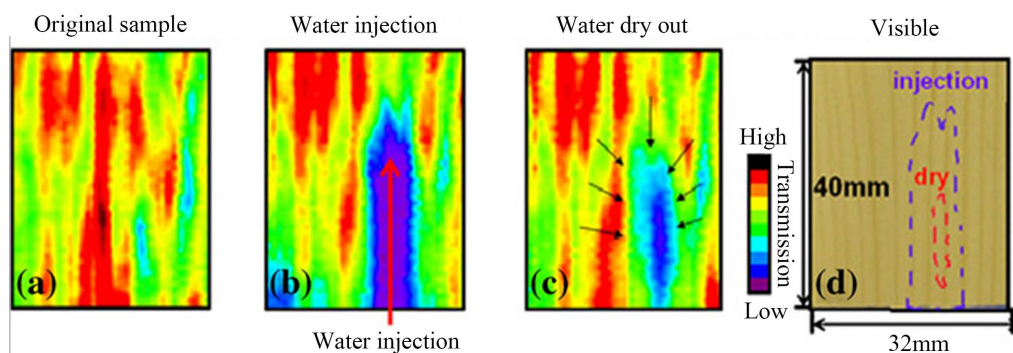 Original sample
Water injection
Water dry out
Visible
(a)
(b)
(c)
(d)
Water injection
High
Transmission
Low
injection
dry
40mm
32mm